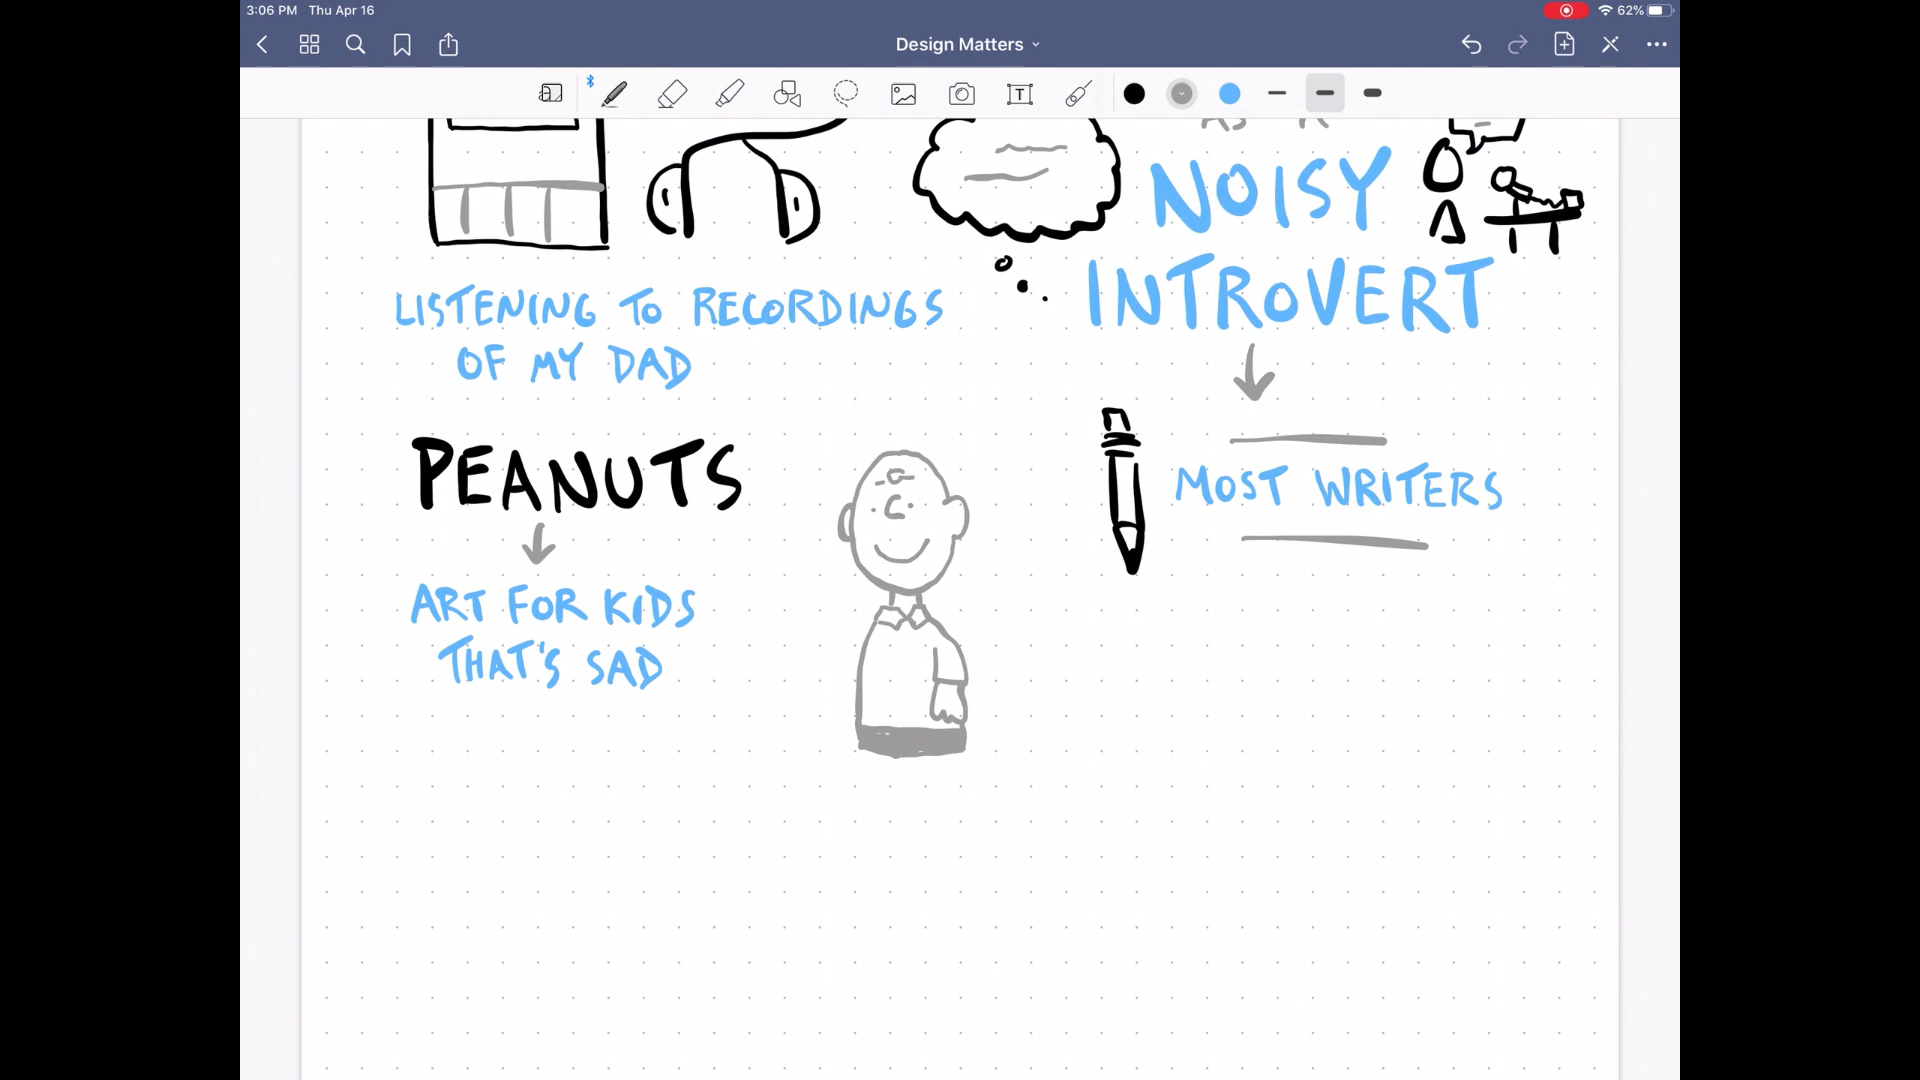 3:06 PM Thu Apr 16
62%
Design Matters
T
NOISY
INTROVERT
LISTENING TO RECORDINGS
OF MY DAD
PEANUTS
MOST WRITERS
ART FOR KIDS
THAT'S SAD